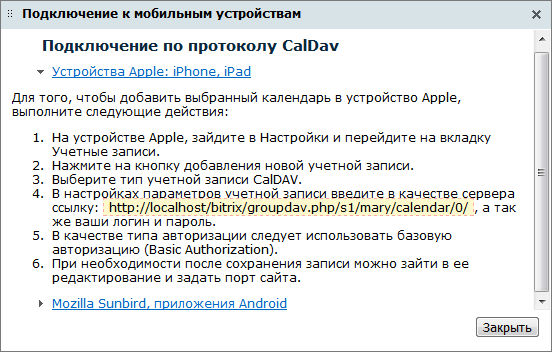 Подключение к мобильным устройствам
Подключение по протоколу CalDav
Устройства Apple: iPhone, iPad
Для того, чтобы добавить выбранный календарь в устройство Apple,
выполните следующие действия:
1. На устройстве Apple, зайдите в Настройки и перейдите на вкладку
Учетные записи.
2. Нажмите на кнопку добавления новой учетной записи.
3. Выберите тип учетной записи CalDAV.
4. В настройках параметров учетной записи введите в качестве сервера
ссылку: http://localhost/bitrix/groupdav.php/s1/mary/calendar/0/ , а так
же ваши логин и пароль.
5. В качестве типа авторизации следует использовать базовую
авторизацию (Basic Authorization).
6. При необходимости после сохранения записи можно зайти в ее
редактирование и задать порт сайта.
Mozilla Sunbird, приложения Android
Закрыть